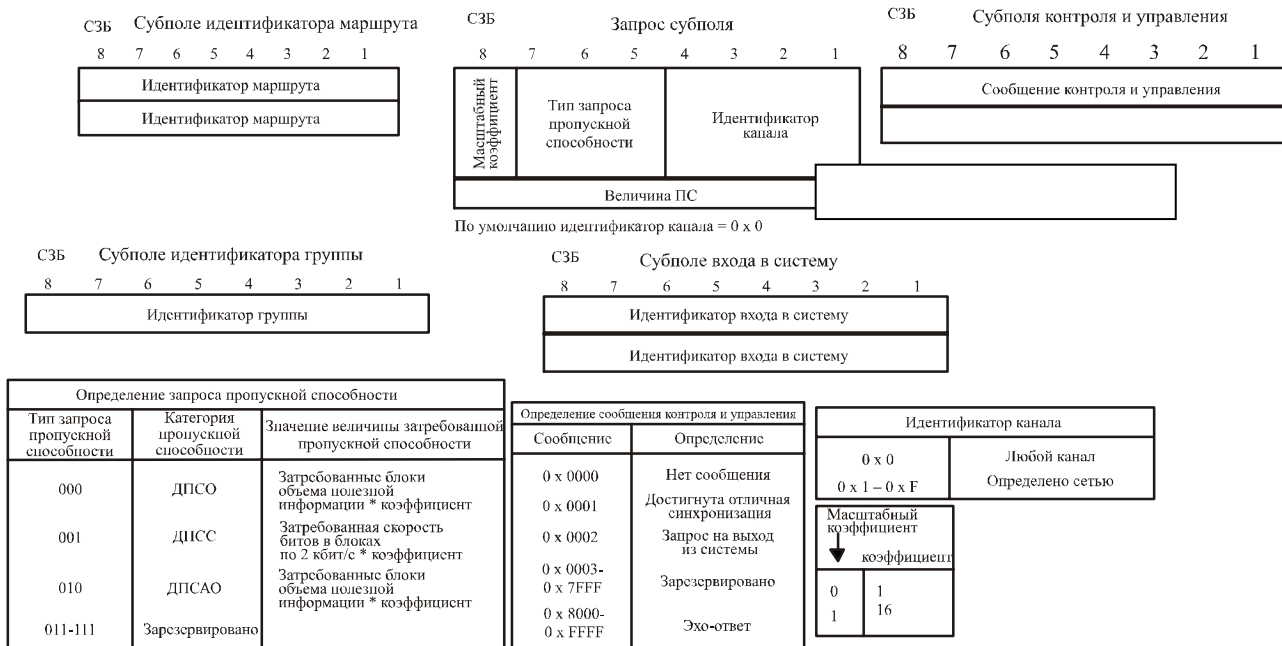 СЗБ Субполе идентификатора маршрута
8 7 6 5 4 3 2 1
Идентификатор маршрута
Идентификатор маршрута
СЗБ Запрос субполя
8 7 6 5 4 3 2 1
Масштабный
коэффициент
Тип запроса
пропускной
способности
Идентификатор
канала
Величина ПС
По умолчанию идентификатор канала = 0 x 0
СЗБ Субполя контроля и управления
8 7 6 5 4 3 2 1
Сообщение контроля и управления
СЗБ Субполе идентификатора группы
8 7 6 5 4 3 2 1
Идентификатор группы
СЗБ Субполе входа в систему
8 7 6 5 4 3 2 1
Идентификатор входа в систему
Идентификатор входа в систему
Определение запроса пропускной способности
Тип запроса
пропускной
способности
Категория
пропускной
способности
Значение величины затребованной
пропускной способности
000 ДПСО
Затребованные блоки
объема полезной
информации * коэффициент
001 ДПСС
Затребованная скорость
битов в блоках
по 2 кбит/с * коэффициент
010 ДПСАО
Затребованные блоки
объема полезной
информации * коэффициент
011-111 Зарезервировано
Определение сообщения контроля и управления
Сообщение Определение
0 x 0000 Нет сообщения
0 x 0001 Достигнута отличная
синхронизация
0 x 0002 Запрос на выход
из системы
0 x 0003-
0 x 7FFF Зарезервировано
0 x 8000-
0 x FFFF Эхо-ответ
Идентификатор канала
0 x 0 Любой канал
0 x 1 – 0 x F Определено сетью
Масштабный
коэффициент
коэффициент
0 1
1 16